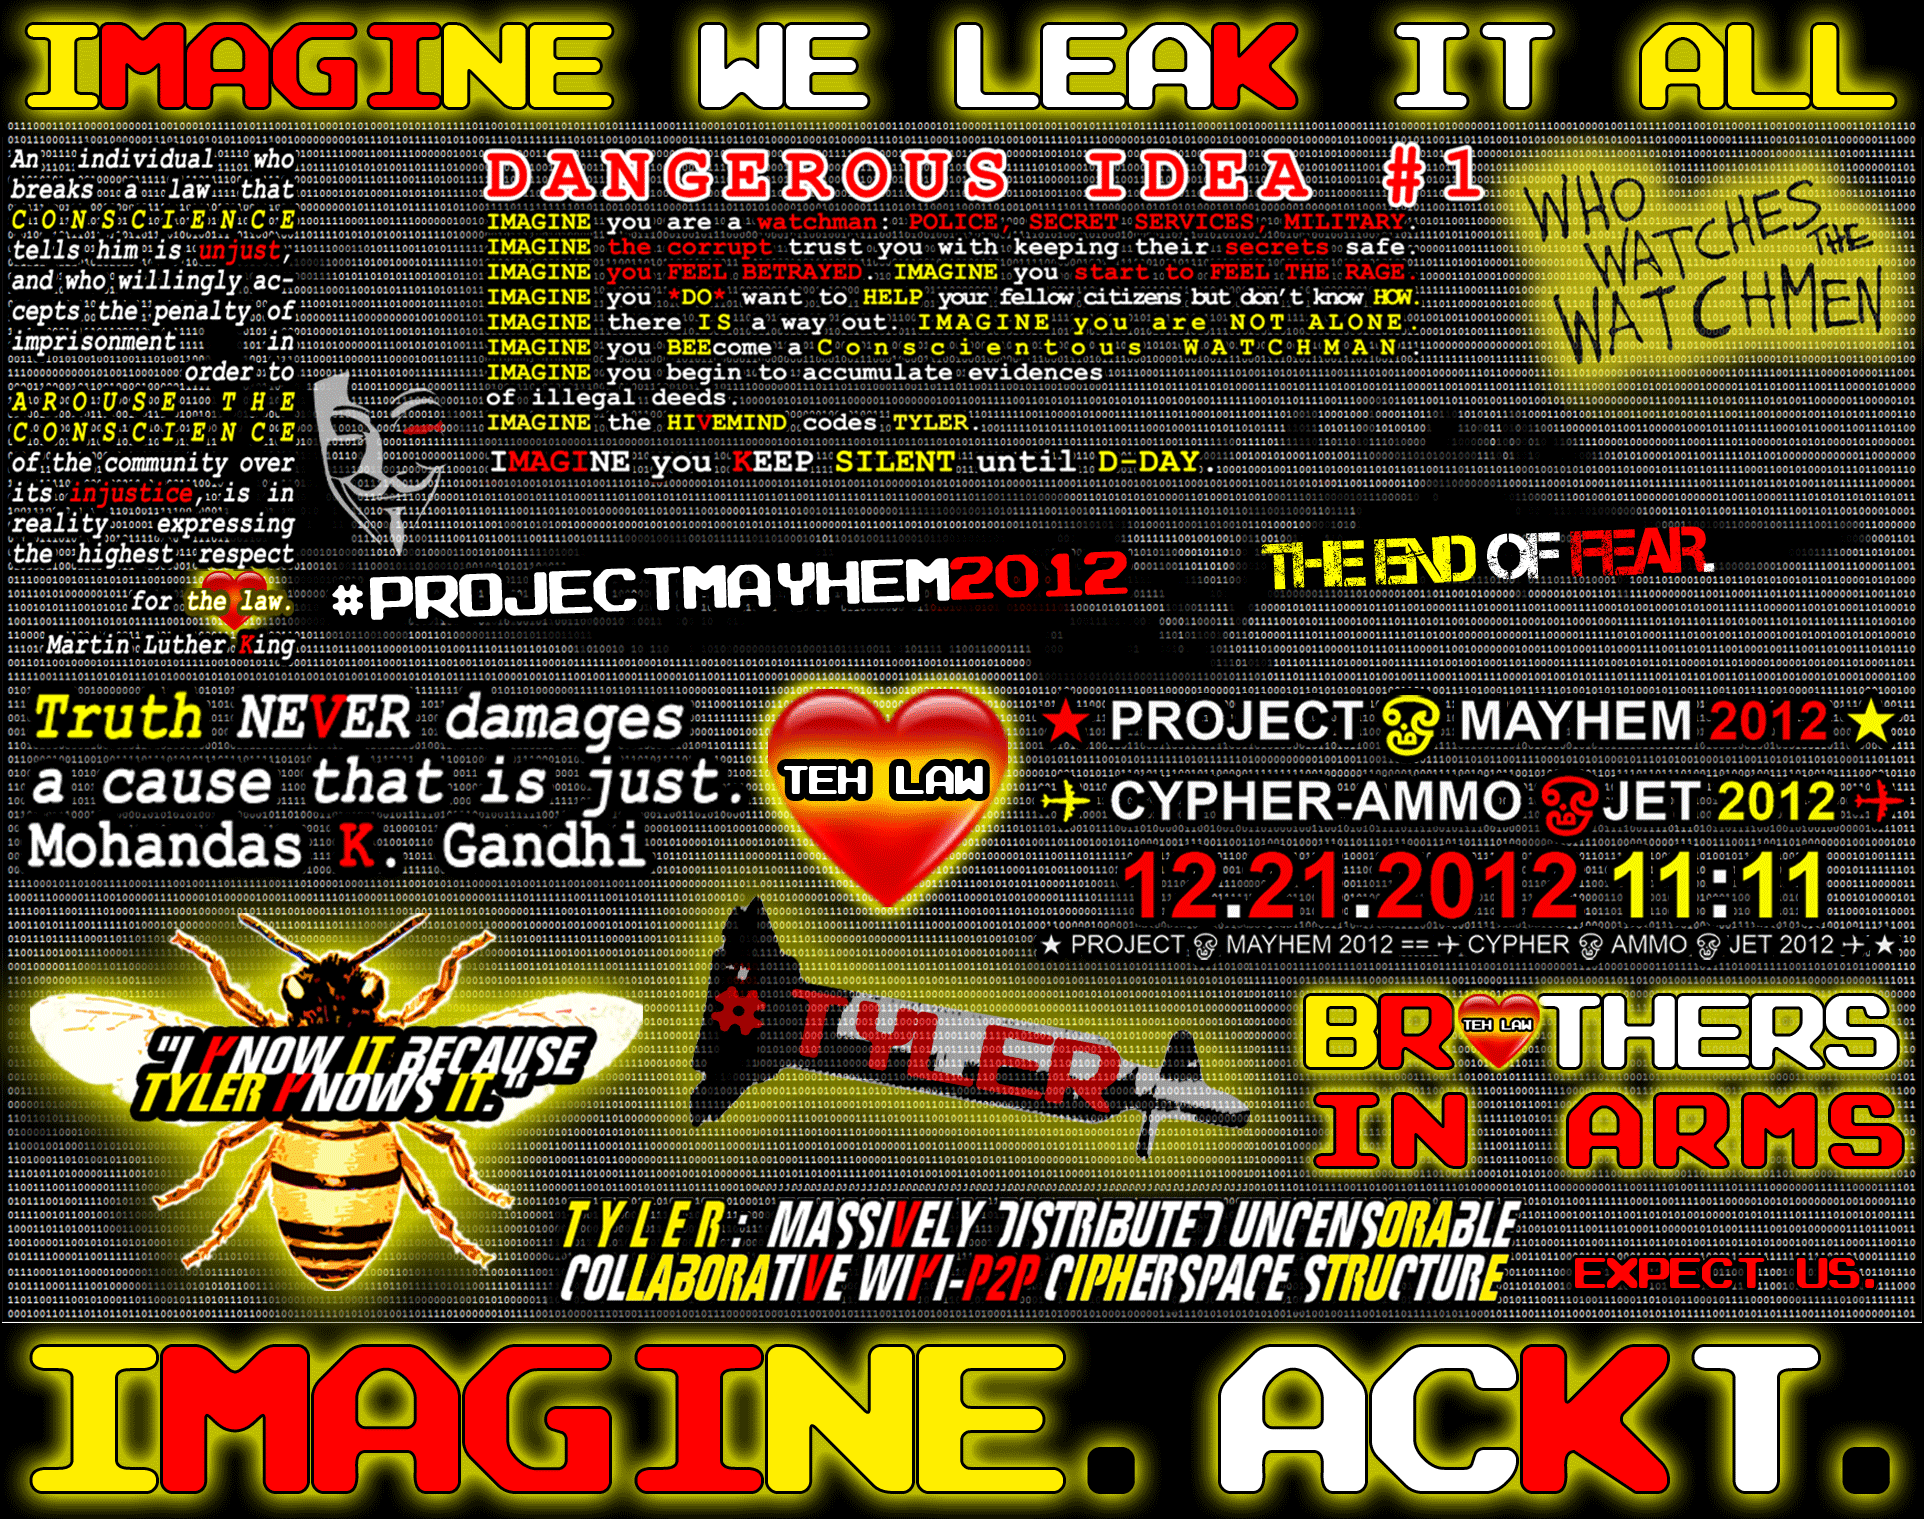 IMAGINE WE LEAK IT ALL
An individual who
breaks a law that
CONSCIENCE
tells him is unjust,
and who willingly ac-
cepts the penalty of
imprisonment in
order to
AROUSE THE
CONSCIENCE
of the community over
its injustice, is in
reality expressing
the highest respect
for the law.
Martin Luther King
DANGEROUS IDEA #1
IMAGINE you are a watchman: POLICE, SECRET SERVICES, MILITARY.
IMAGINE the corrupt trust you with keeping their secrets safe.
IMAGINE you FEEL BETRAYED. IMAGINE you start to FEEL THE RAGE.
IMAGINE you *DO* want to HELP your fellow citizens but don't know HOW.
IMAGINE there IS a way out. IMAGINE you are NOT ALONE.
IMAGINE you BEEcome a Conscientous WATCHMAN.
IMAGINE you begin to accumulate evidences
of illegal deeds.
IMAGINE the HIVEMIND codes TYLER.
IMAGINE you KEEP SILENT until D-DAY.
WHO
WATCHES
THE
WATCHMEN
#PROJECTMAYHEM2012
THE END OF FEAR.
Truth NEVER damages
a cause that is just.
Mohandas K. Gandhi
TEH LAW
★ PROJECT MAYHEM 2012 ★
✈ CYPHER-AMMO JET 2012 ✈
12.21.2012 11:11
★ PROJECT MAYHEM 2012 == ✈ CYPHER AMMO JET 2012 ✈ ★
"I KNOW IT BECAUSE
TYLER KNOWS IT."
TYLER
BR TEH LAW THERS
IN ARMS
TYLER: MASSIVELY DISTRIBUTED UNCENSORABLE
COLLABORATIVE WIKI-P2P CIPHERSPACE STRUCTURE
EXPECT US.
IMAGINE. ACKT.